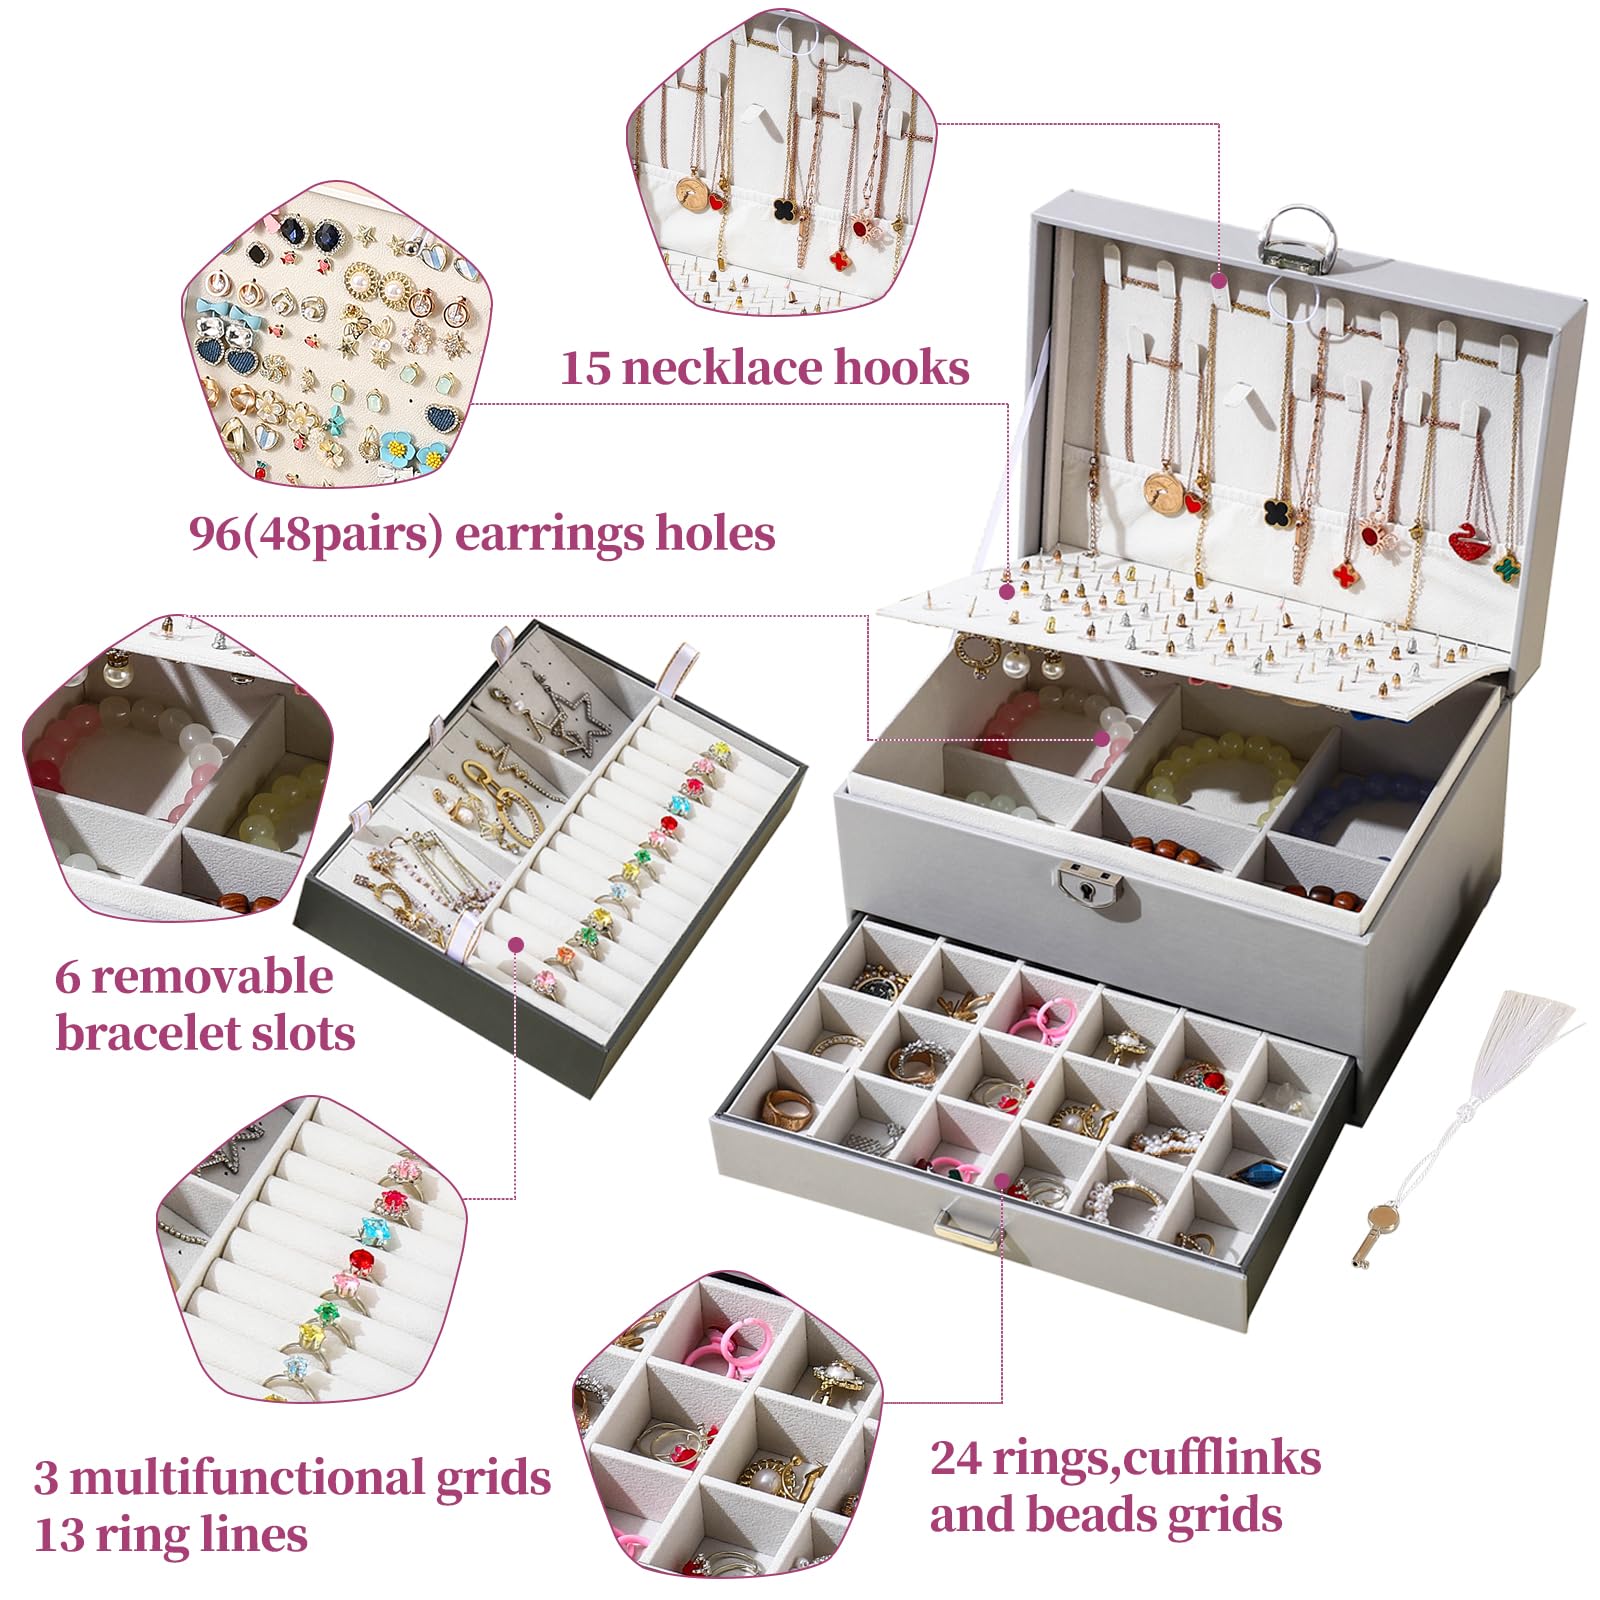 15 necklace hooks
96(48pairs) earrings holes
6 removable
bracelet slots
3 multifunctional grids
13 ring lines
24 rings,cufflinks
and beads grids